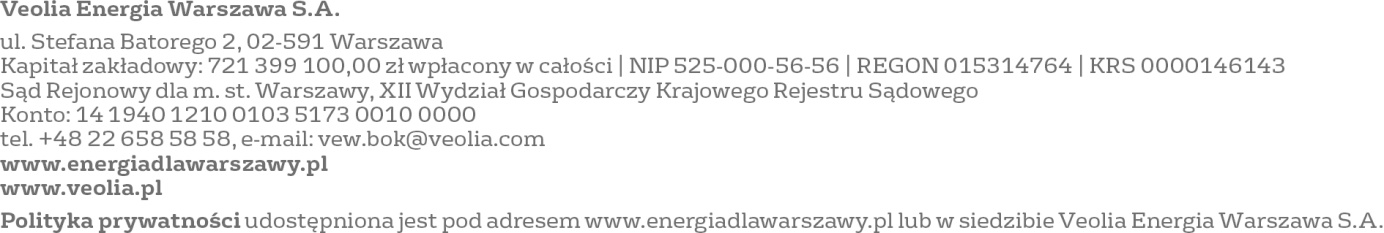 Veolia Energia Warszawa S.A.
ul. Stefana Batorego 2, 02-591 Warszawa
Kapitał zakładowy: 721 399 100,00 zł wpłacony w całości | NIP 525-000-56-56 | REGON 015314764 | KRS 0000146143
Sąd Rejonowy dla m. st. Warszawy, XII Wydział Gospodarczy Krajowego Rejestru Sądowego
Konto: 14 1940 1210 0103 5173 0010 0000
tel. +48 22 658 58 58, e-mail: vew.bok@veolia.com
www.energiadlawarszawy.pl
www.veolia.pl
Polityka prywatności udostępniona jest pod adresem www.energiadlawarszawy.pl lub w siedzibie Veolia Energia Warszawa S.A.